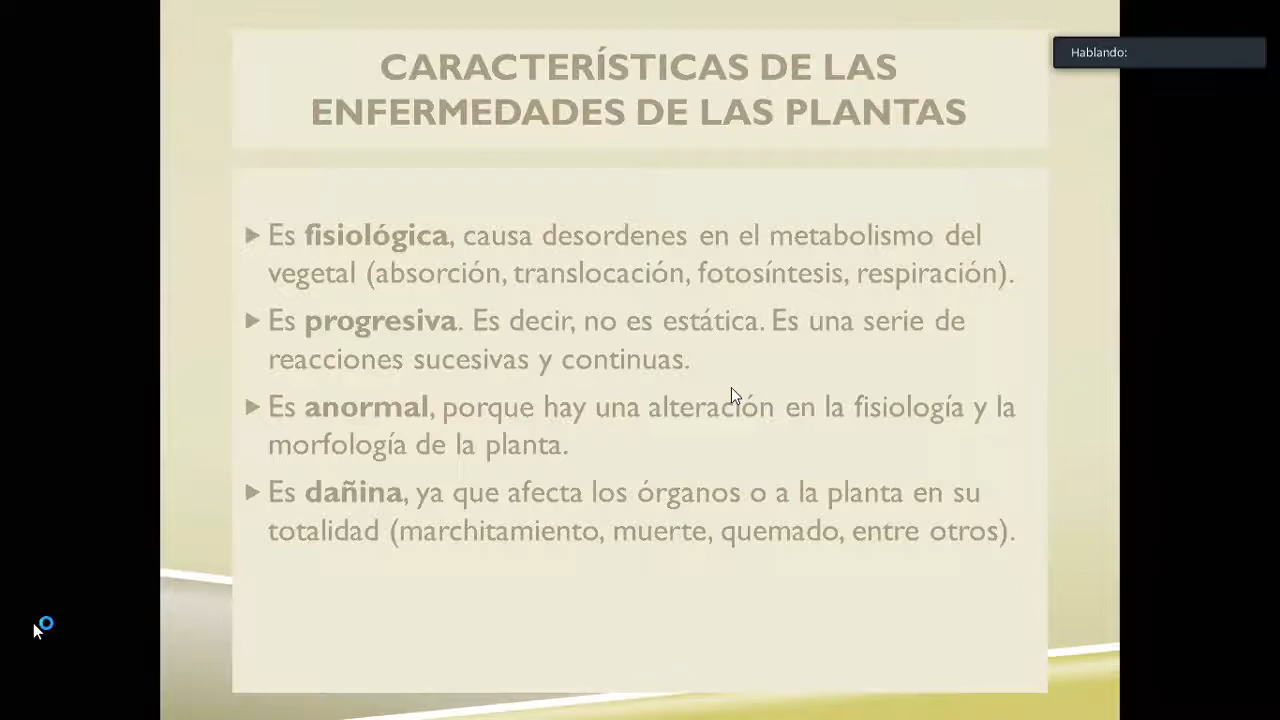 CARACTERÍSTICAS DE LAS
ENFERMEDADES DE LAS PLANTAS
Hablando:
Es fisiológica, causa desordenes en el metabolismo del
vegetal (absorción, translocación, fotosíntesis, respiración).
Es progresiva. Es decir, no es estática. Es una serie de
reacciones sucesivas y continuas.
Es anormal, porque hay una alteración en la fisiología y la
morfología de la planta.
Es dañina, ya que afecta los órganos o a la planta en su
totalidad (marchitamiento, muerte, quemado, entre otros).